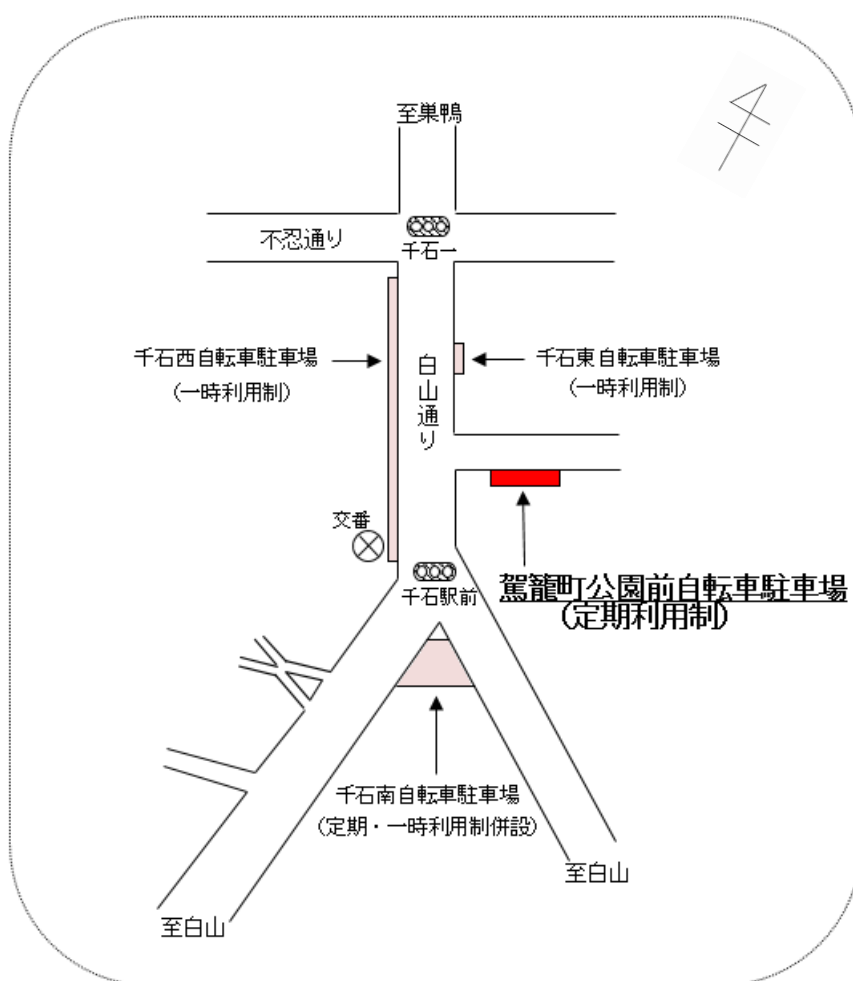 至巣鴨
不忍通り
千石一
千石西自転車駐車場
(一時利用制)
白山通り
千石東自転車駐車場
(一時利用制)
交番
千石駅前
駕籠町公園前自転車駐車場
(定期利用制)
千石南自転車駐車場
(定期・一時利用制併設)
至白山
至白山